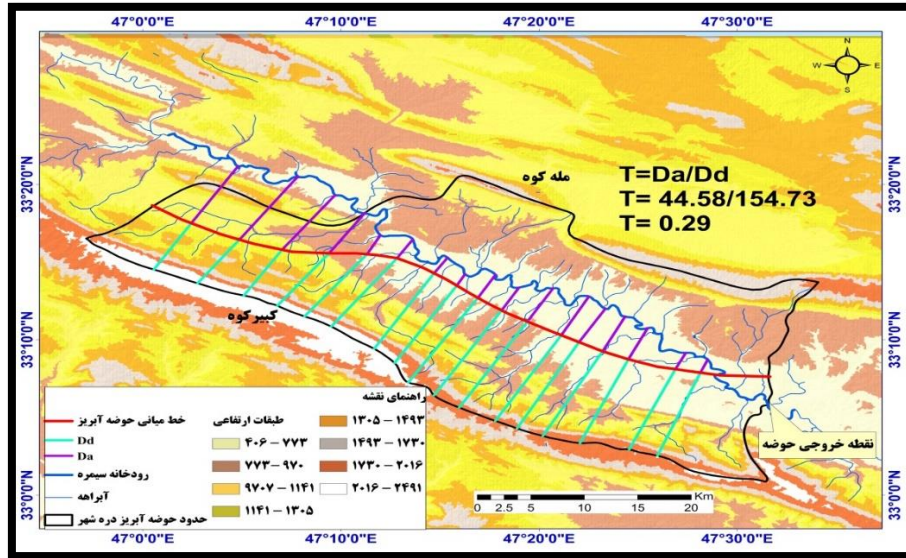 47°0'0"E 47°10'0"E 47°20'0"E 47°30'0"E
N
W E
S
33°20'0"N
33°10'0"N
33°0'0"N
33°20'0"N
33°10'0"N
33°0'0"N
مله کوه
T=Da/Dd
T= 44.58/154.73
T= 0.29
کبیرکوه
نقطه خروجی حوضه
راهنمای نقشه
خط میانی حوضه آبریز
Dd
Da
رودخانه سیمره
آبراهه
حدود حوضه آبریز دره شهر
طبقات ارتفاعی
۴۰۶ – ۷۷۳
۷۷۳ – ۹۷۰
۹۷۰۷ – ۱۱۴۱
۱۱۴۱ – ۱۳۰۵
۱۳۰۵ – ۱۴۹۳
۱۴۹۳ – ۱۷۳۰
۱۷۳۰ – ۲۰۱۶
۲۰۱۶ – ۲۴۹۱
Km
0 2.5 5 10 15 20
47°0'0"E 47°10'0"E 47°20'0"E 47°30'0"E